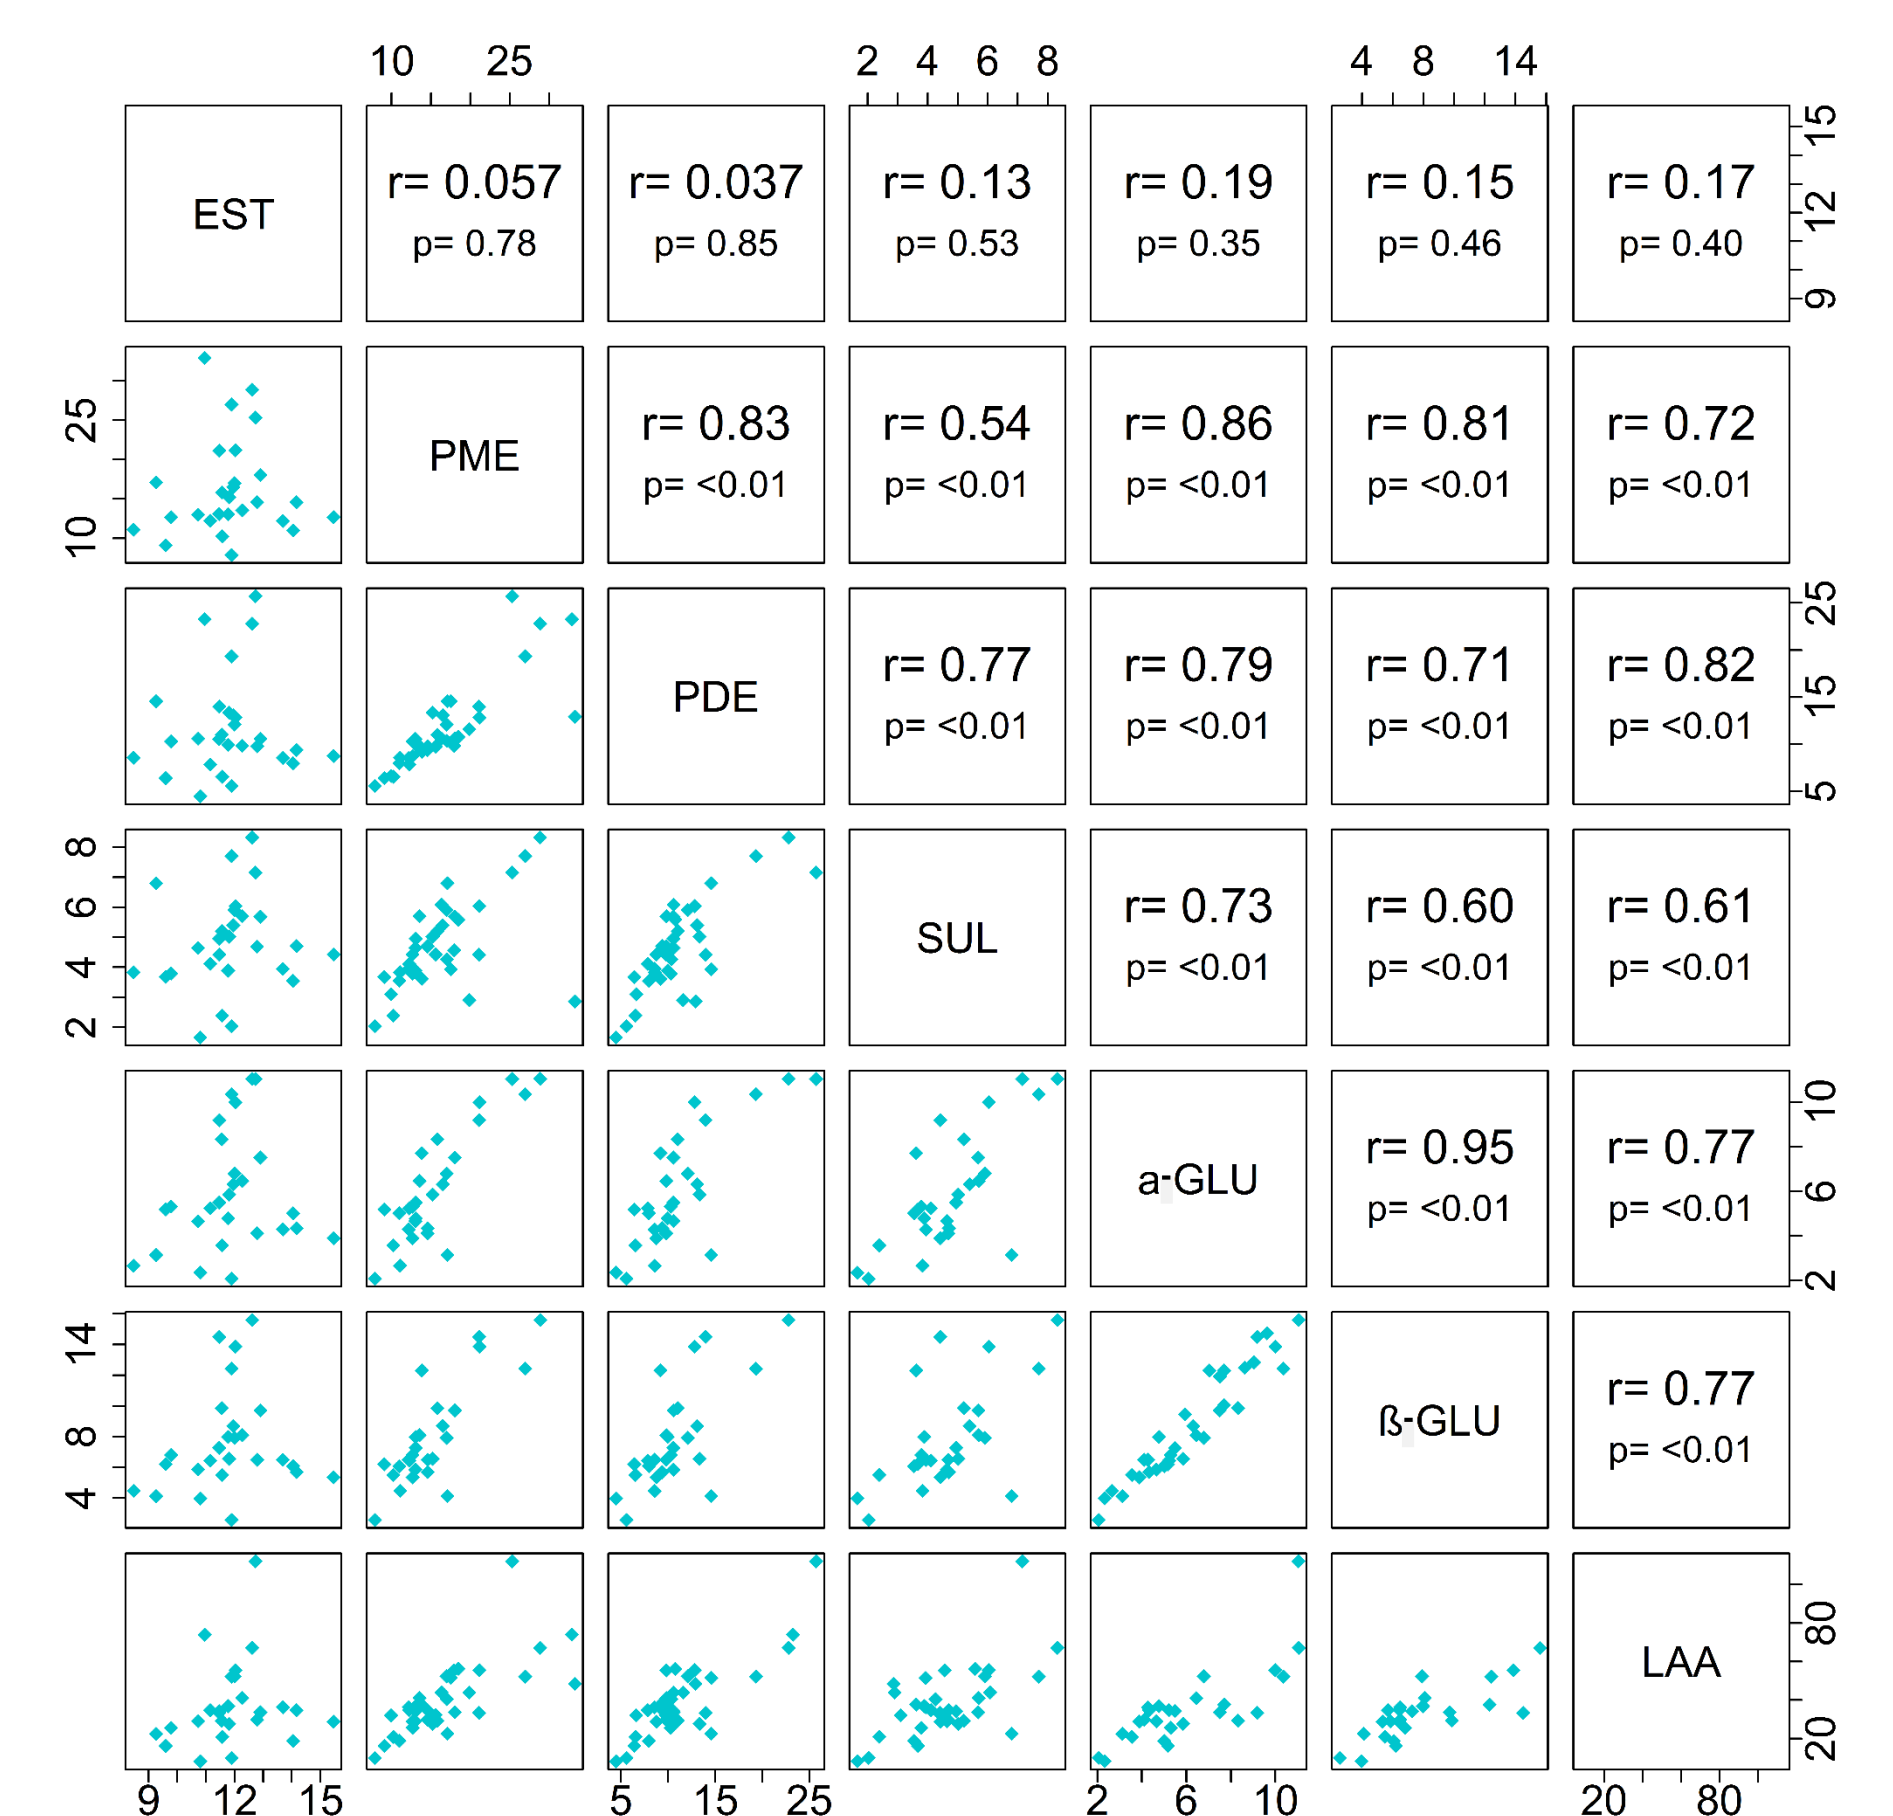 10 25 2 4 6 8 4 8 14
EST r= 0.057 r= 0.037 r= 0.13 r= 0.19 r= 0.15 r= 0.17 9 12 15
p= 0.78 p= 0.85 p= 0.53 p= 0.35 p= 0.46 p= 0.40
10 25 PME r= 0.83 r= 0.54 r= 0.86 r= 0.81 r= 0.72
p= <0.01 p= <0.01 p= <0.01 p= <0.01 p= <0.01
PDE r= 0.77 r= 0.79 r= 0.71 r= 0.82 5 15 25
p= <0.01 p= <0.01 p= <0.01 p= <0.01
2 4 6 8 SUL r= 0.73 r= 0.60 r= 0.61
p= <0.01 p= <0.01 p= <0.01
a-GLU r= 0.95 r= 0.77 2 6 10
p= <0.01 p= <0.01
4 8 14 ß-GLU r= 0.77
p= <0.01
LAA 20 80
9 12 15 5 15 25 2 6 10 20 80